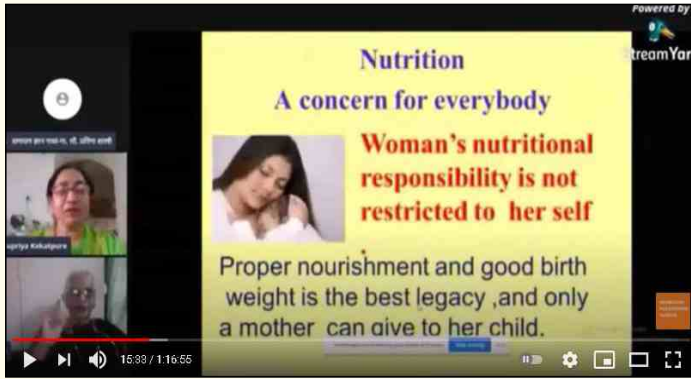 Powered by
StreamYar
Nutrition
A concern for everybody
Woman's nutritional
responsibility is not
restricted to her self
Proper nourishment and good birth
weight is the best legacy ,and only
a mother can give to her child.
upriya Kekatpure
15:33 / 1:16:55